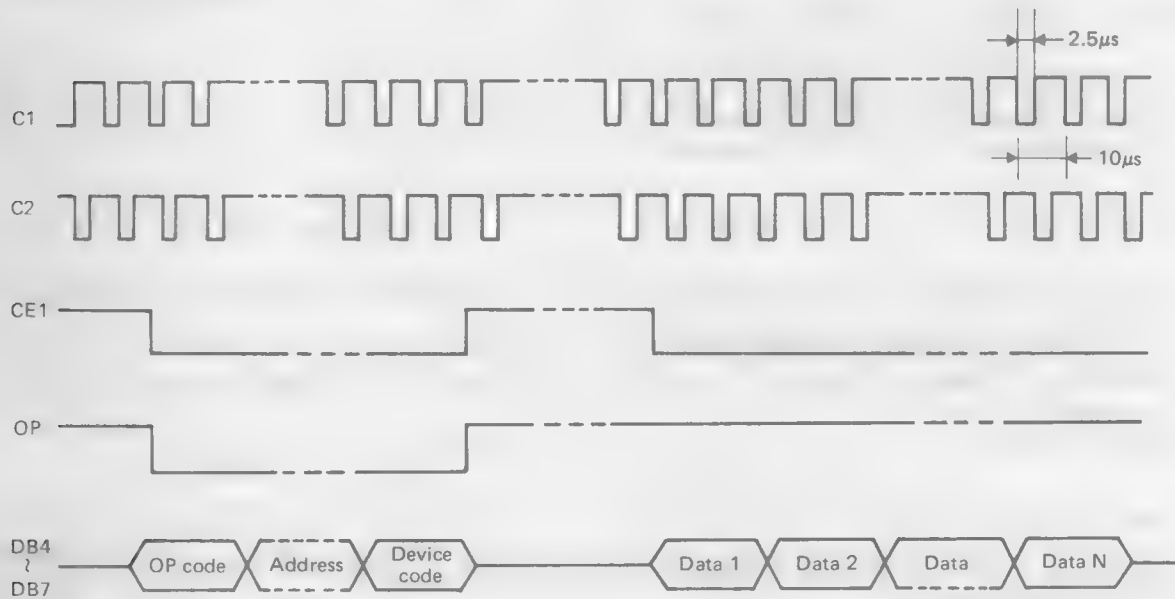 2.5μs
C1
10μs
C2
CE1
OP
DB4
~
DB7
OP code
Address
Device
code
Data 1
Data 2
Data
Data N